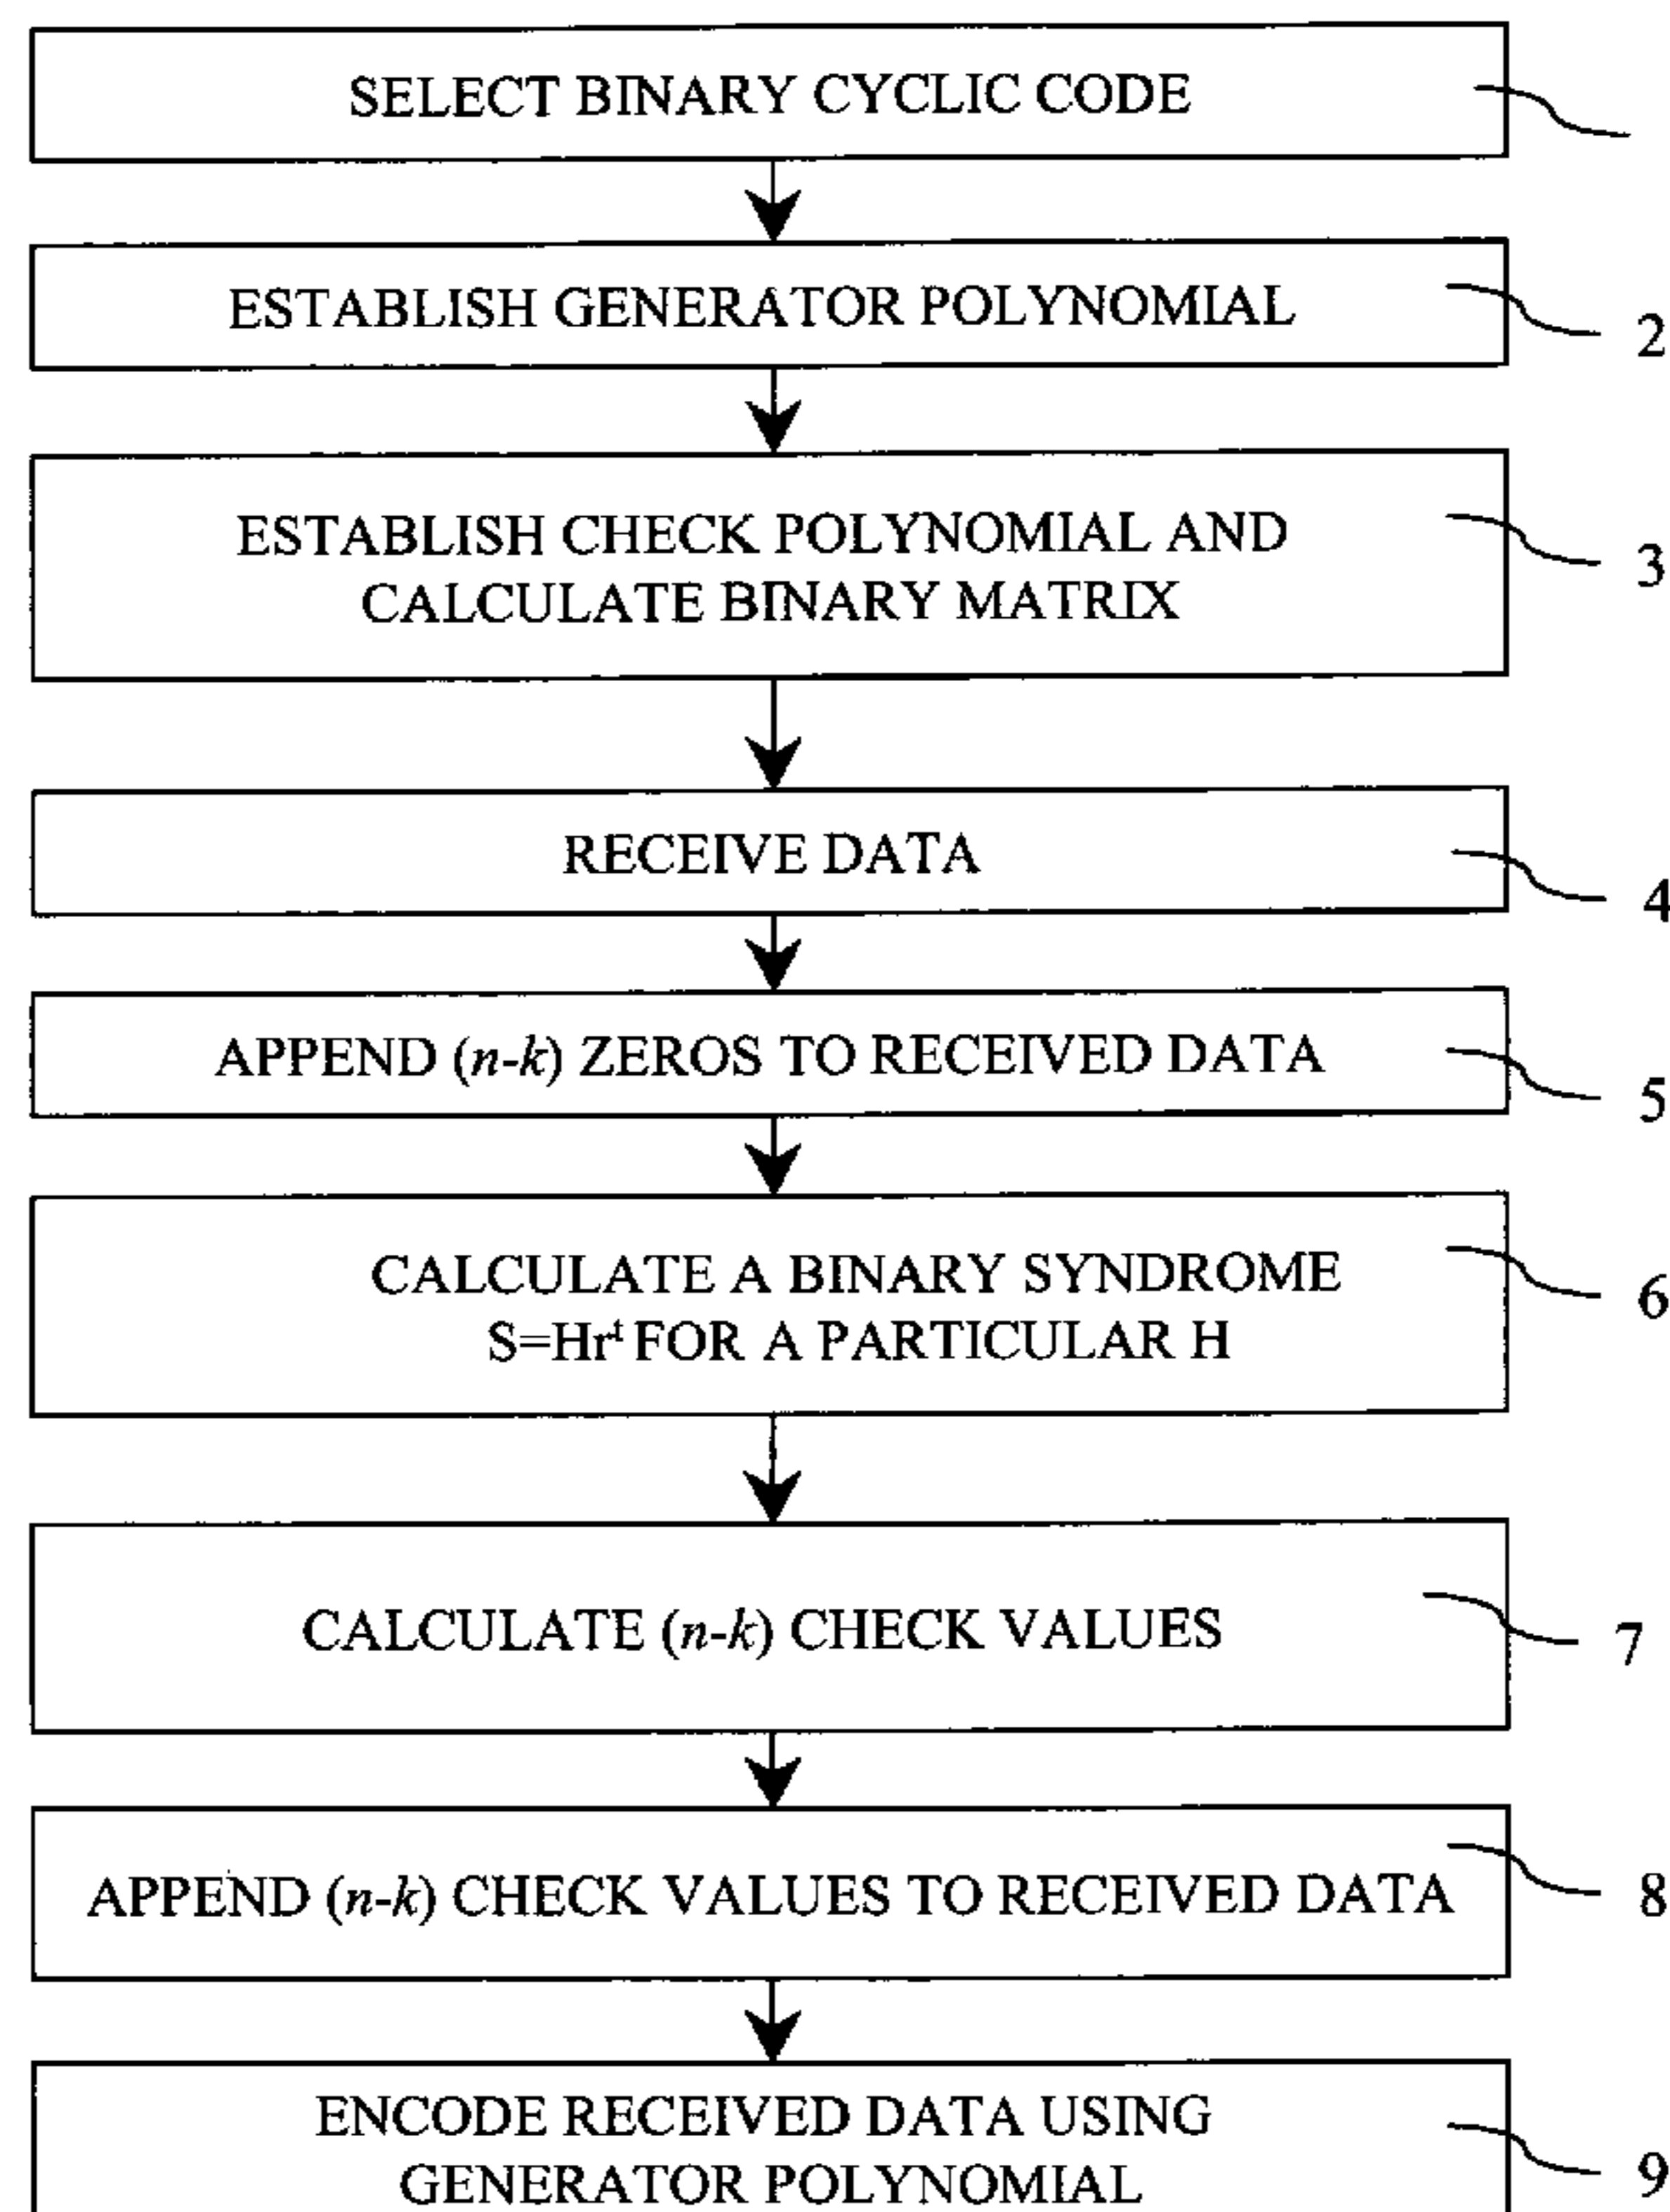 SELECT BINARY CYCLIC CODE
ESTABLISH GENERATOR POLYNOMIAL
2
ESTABLISH CHECK POLYNOMIAL AND
CALCULATE BINARY MATRIX
3
RECEIVE DATA
4
APPEND (n-k) ZEROS TO RECEIVED DATA
5
CALCULATE A BINARY SYNDROME
S=Hrᵗ FOR A PARTICULAR H
6
CALCULATE (n-k) CHECK VALUES
7
APPEND (n-k) CHECK VALUES TO RECEIVED DATA
8
ENCODE RECEIVED DATA USING
GENERATOR POLYNOMIAL
9